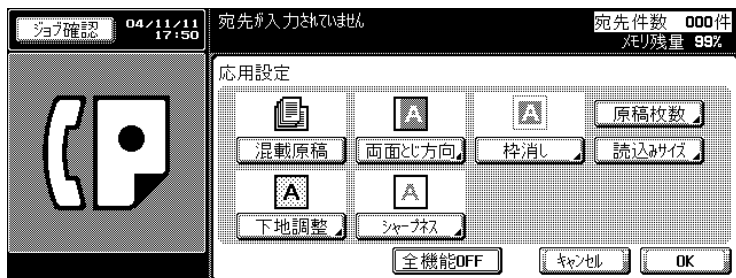 ジョブ確認
04/11/11
17:50
宛先が入力されていません
宛先件数 000件
メモリ残量 99%
応用設定
混載原稿
両面とじ方向
枠消し
原稿枚数
読込みサイズ
下地調整
シャープネス
全機能OFF
キャンセル
OK